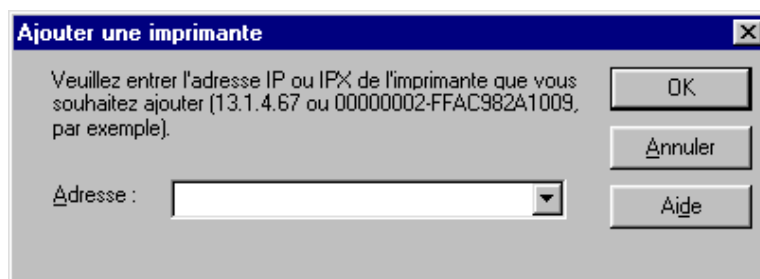 Ajouter une imprimante
Veuillez entrer l'adresse IP ou IPX de l'imprimante que vous
souhaitez ajouter (13.1.4.67 ou 00000002-FFAC982A1009,
par exemple).
OK
Annuler
Adresse :
Aide